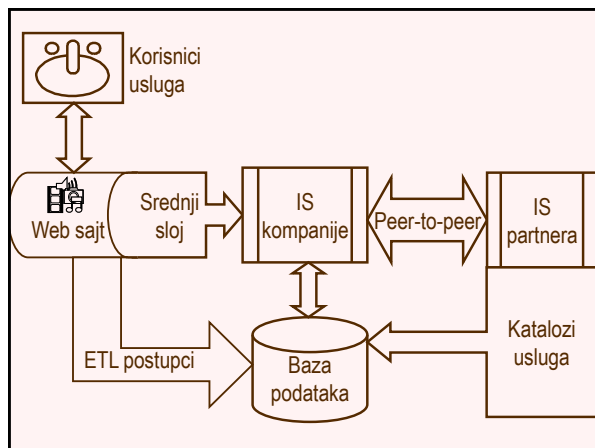 Korisnici
usluga
Web sajt
Srednji
sloj
IS
kompanije
Peer-to-peer
IS
partnera
ETL postupci
Baza
podataka
Katalozi
usluga